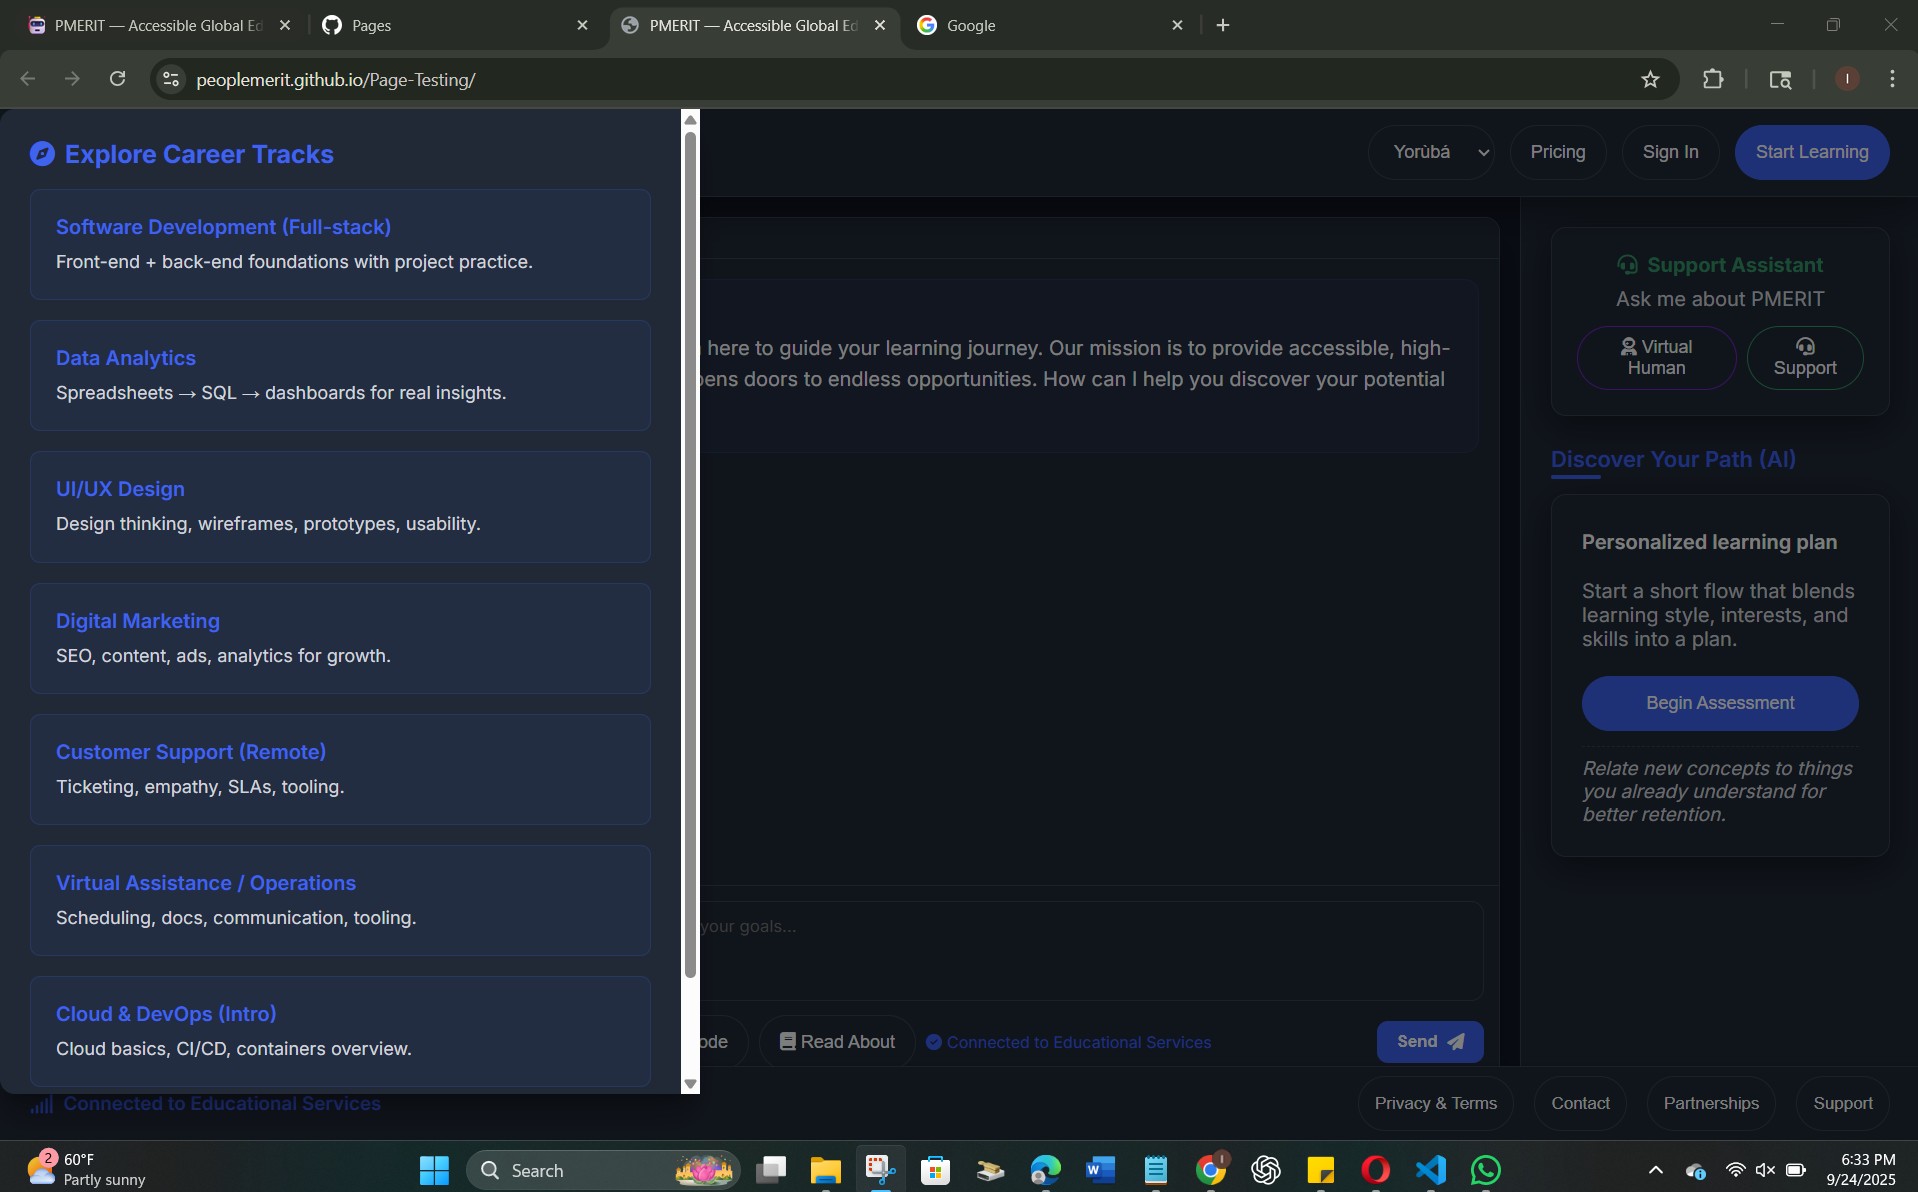 PMERIT — Accessible Global Ed
Pages
PMERIT — Accessible Global Ed
Google
peoplemerit.github.io/Page-Testing/
I
Explore Career Tracks
Software Development (Full-stack)
Front-end + back-end foundations with project practice.
Data Analytics
Spreadsheets → SQL → dashboards for real insights.
UI/UX Design
Design thinking, wireframes, prototypes, usability.
Digital Marketing
SEO, content, ads, analytics for growth.
Customer Support (Remote)
Ticketing, empathy, SLAs, tooling.
Virtual Assistance / Operations
Scheduling, docs, communication, tooling.
Cloud & DevOps (Intro)
Cloud basics, CI/CD, containers overview.
Yorùbá
Pricing
Sign In
Start Learning
here to guide your learning journey. Our mission is to provide accessible, high-
pens doors to endless opportunities. How can I help you discover your potential
your goals...
ode
Read About
Connected to Educational Services
Send
Support Assistant
Ask me about PMERIT
Virtual
Human
Support
Discover Your Path (AI)
Personalized learning plan
Start a short flow that blends
learning style, interests, and
skills into a plan.
Begin Assessment
Relate new concepts to things
you already understand for
better retention.
Connected to Educational Services
Privacy & Terms
Contact
Partnerships
Support
2
60°F
Partly sunny
Search
6:33 PM
9/24/2025